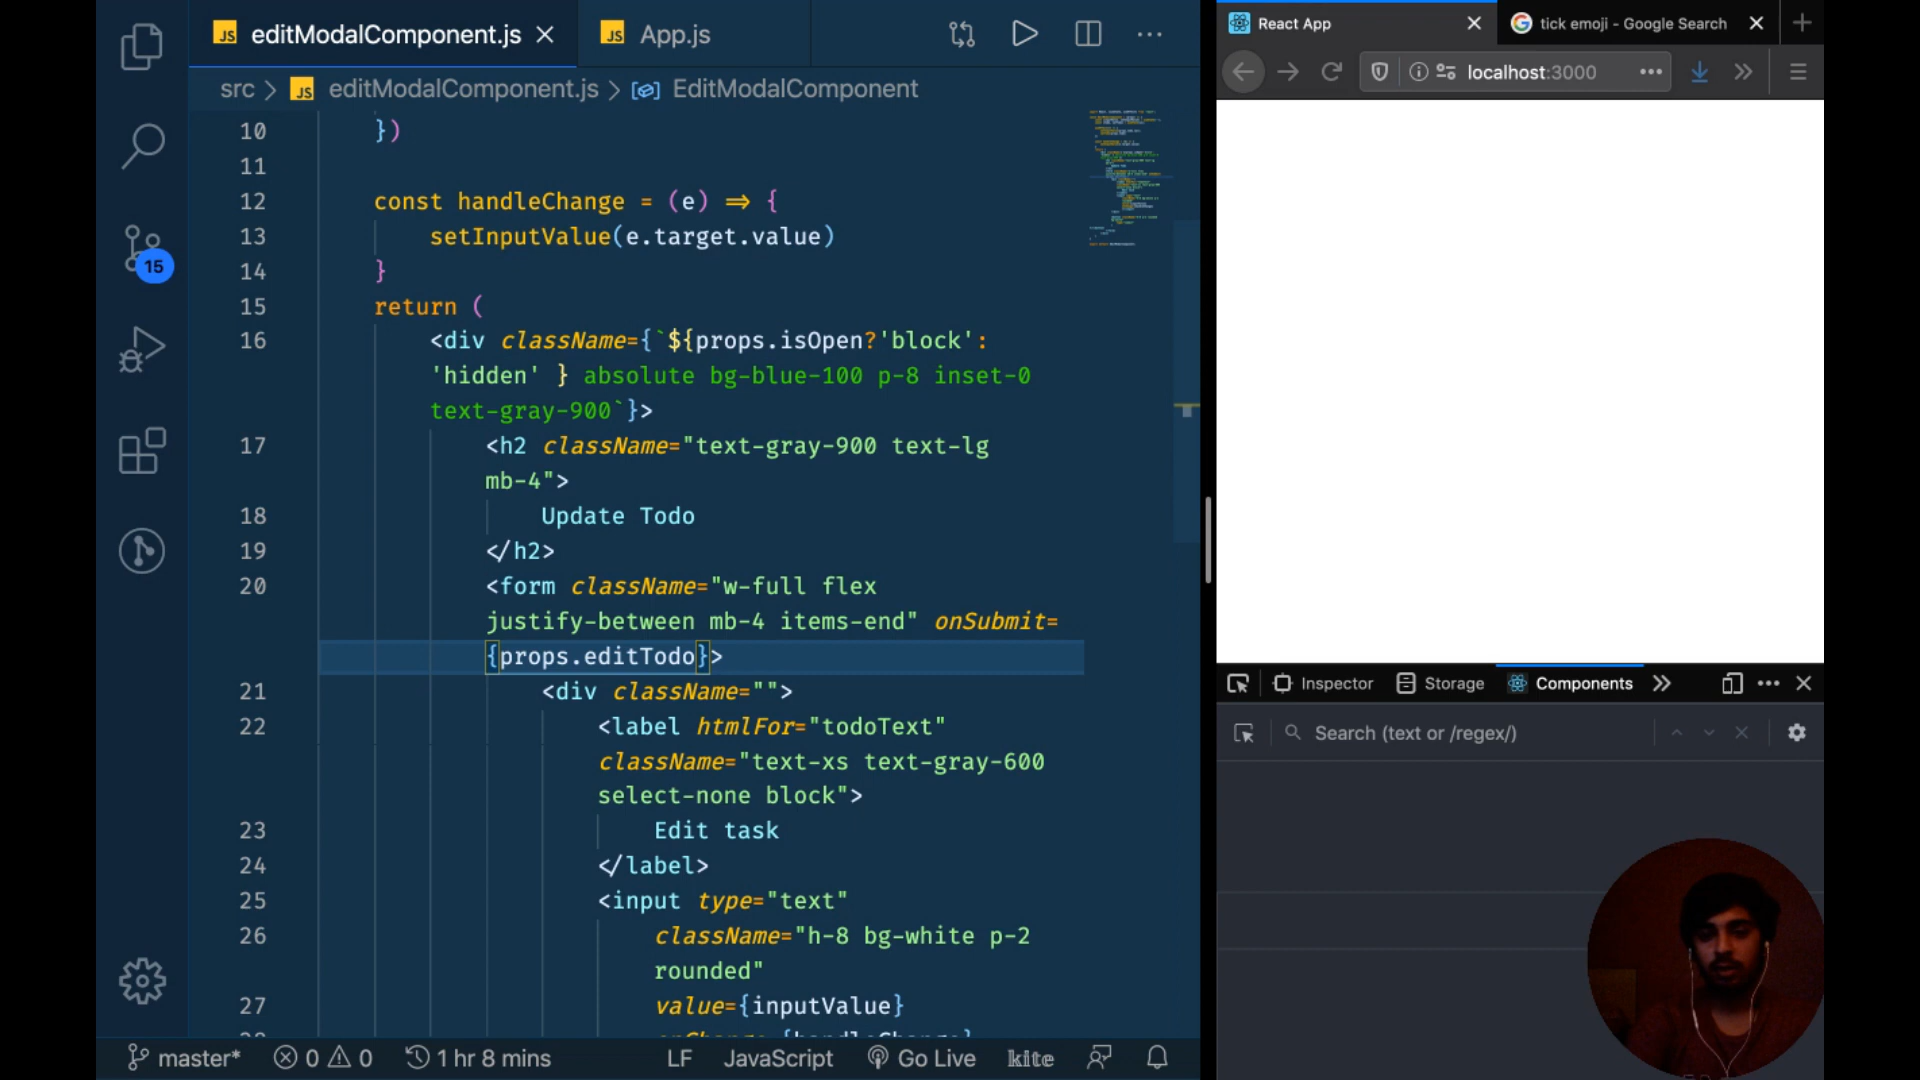 JS editModalComponent.js
JS App.js
src > JS editModalComponent.js > EditModalComponent
10 })
11
12 const handleChange = (e) => {
13 setInputValue(e.target.value)
14 }
15 return (
16 <div className={`${props.isOpen?'block':
'hidden' } absolute bg-blue-100 p-8 inset-0
text-gray-900`}>
17 <h2 className="text-gray-900 text-lg
mb-4">
18 Update Todo
19 </h2>
20 <form className="w-full flex
justify-between mb-4 items-end" onSubmit=
{props.editTodo}>
21 <div className="">
22 <label htmlFor="todoText"
className="text-xs text-gray-600
select-none block">
23 Edit task
24 </label>
25 <input type="text"
26 className="h-8 bg-white p-2
rounded"
27 value={inputValue}
28 onChange={handleChange}
15
master* 0 0 1 hr 8 mins LF JavaScript Go Live kite
React App
tick emoji - Google Search
localhost:3000
Inspector Storage Components
Search (text or /regex/)